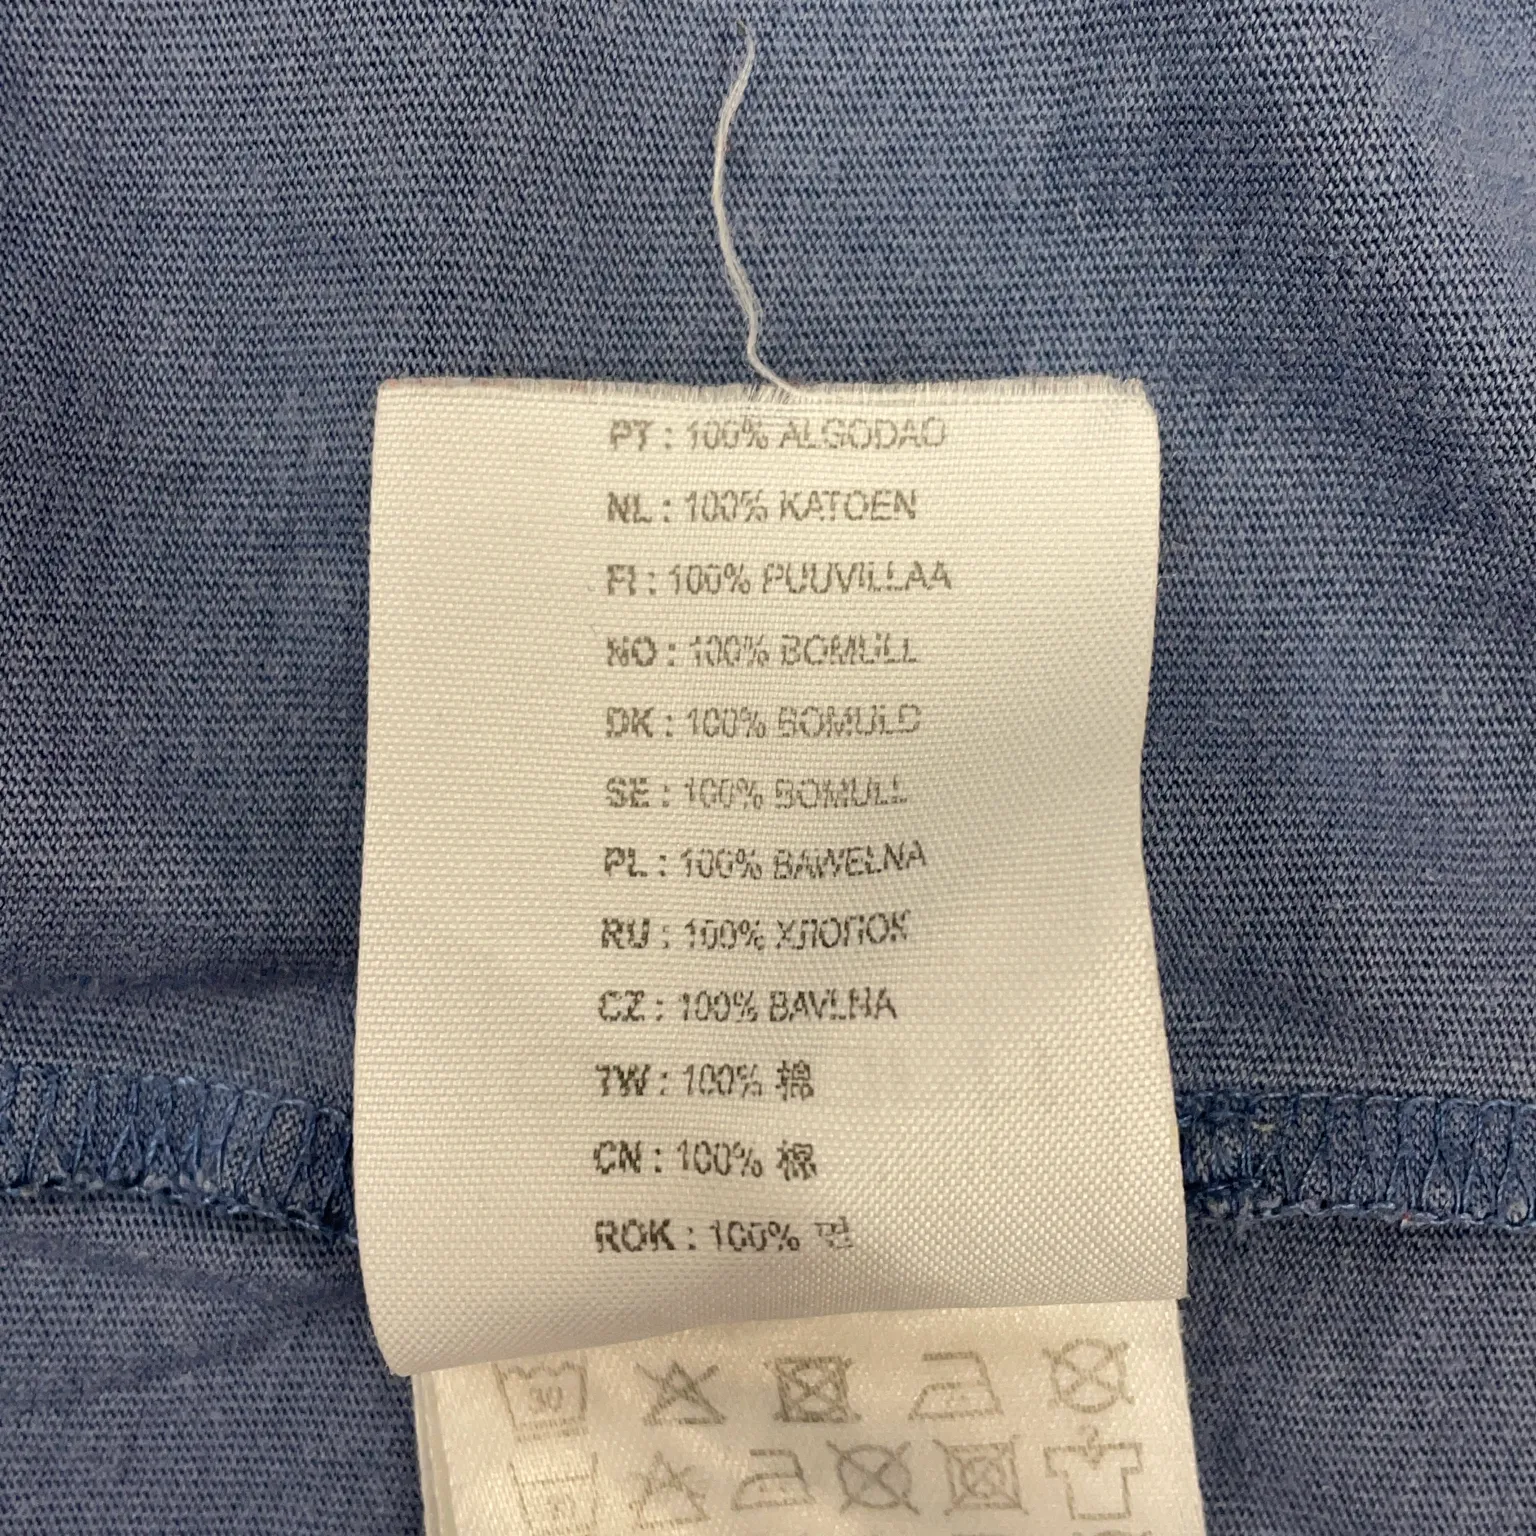 PT : 100% ALGODAO
NL : 100% KATOEN
FI : 100% PUUVILLAA
NO : 100% BOMULL
DK : 100% BOMULD
SE : 100% BOMULL
PL : 100% BAWELNA
RU : 100% ХЛОПОК
CZ : 100% BAVLNA
TW : 100% 棉
CN : 100% 棉
ROK : 100% 면
30